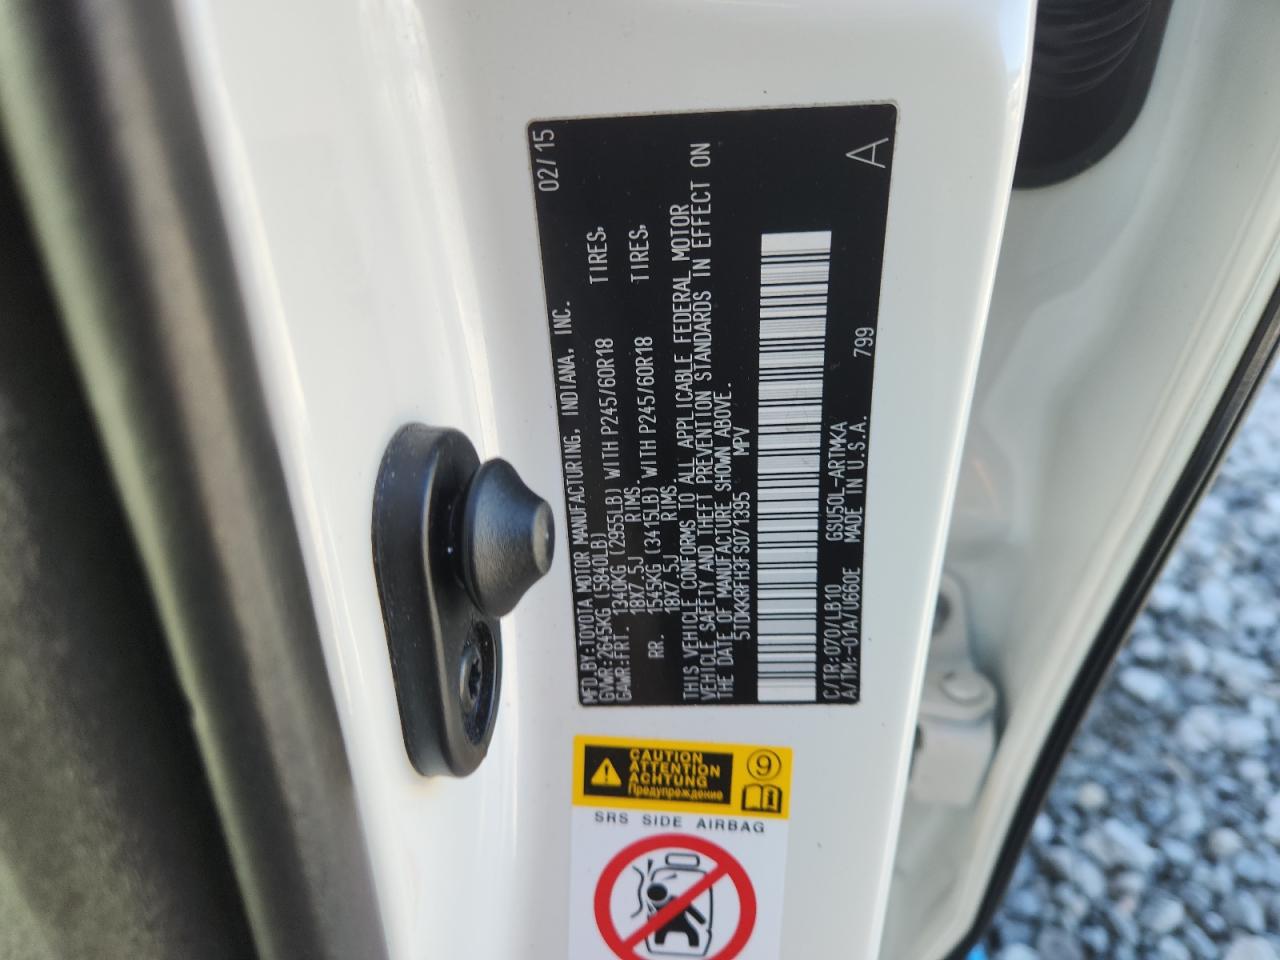 02/15
MFD.BY:TOYOTA MOTOR MANUFACTURING, INDIANA, INC.
GVWR:2645KG (5840LB)
GAWR:FRT. 1340KG (2955LB) WITH P245/60R18 TIRES,
18X7.5J RIMS.
RR. 1545KG (3415LB) WITH P245/60R18 TIRES,
18X7.5J RIMS
THIS VEHICLE CONFORMS TO ALL APPLICABLE FEDERAL MOTOR
VEHICLE SAFETY AND THEFT PREVENTION STANDARDS IN EFFECT ON
THE DATE OF MANUFACTURE SHOWN ABOVE.
5TDKKRFH3FS071395 MPV
C/TR:070/LB10 GSU50L-ARTMKA 799
A/TM:-01A/U660E MADE IN U.S.A. A
CAUTION
ATTENTION
ACHTUNG
Предупреждение
9
SRS SIDE AIRBAG